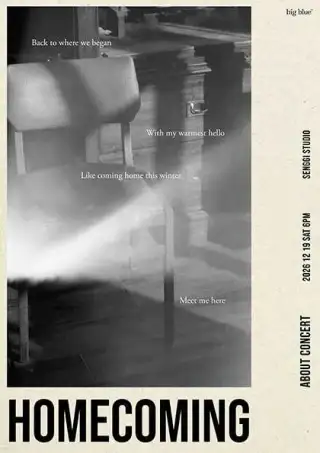 big blue
Back to where we began
With my warmest hello
Like coming home this winter
Meet me here
SENGGI STUDIO
2026 12 19 SAT 6PM
ABOUT CONCERT
HOMECOMING